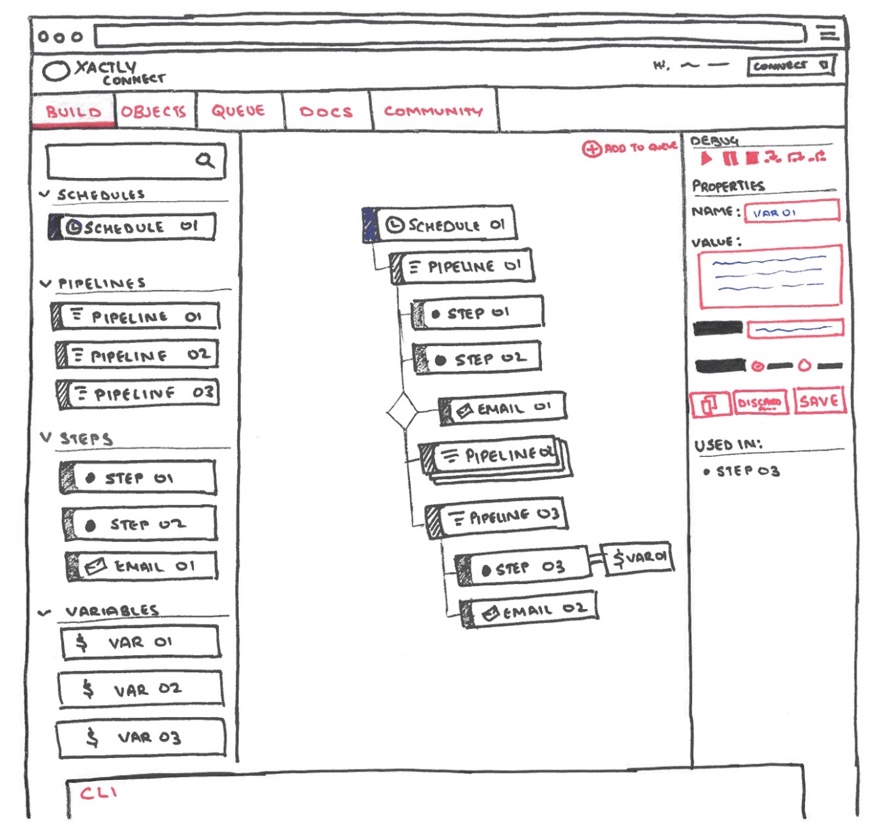 XACTLY
CONNECT
HI,
CONNECT
BUILD
OBJECTS
QUEUE
DOCS
COMMUNITY
SCHEDULES
SCHEDULE 01
PIPELINES
PIPELINE 01
PIPELINE 02
PIPELINE 03
STEPS
STEP 01
STEP 02
EMAIL 01
VARIABLES
$ VAR 01
$ VAR 02
$ VAR 03
ADD TO QUEUE
SCHEDULE 01
PIPELINE 01
STEP 01
STEP 02
EMAIL 01
PIPELINE 02
PIPELINE 03
STEP 03
$VAR01
EMAIL 02
DEBUG
PROPERTIES
NAME: VAR 01
VALUE:
DISCARD
SAVE
USED IN:
• STEP 03
CLI